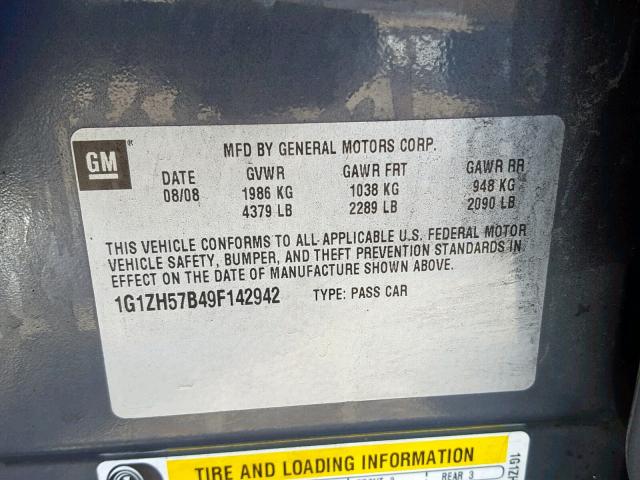 GM
MFD BY GENERAL MOTORS CORP.
DATE GVWR GAWR FRT GAWR RR
08/08 1986 KG 1038 KG 948 KG
4379 LB 2289 LB 2090 LB
THIS VEHICLE CONFORMS TO ALL APPLICABLE U.S. FEDERAL MOTOR
VEHICLE SAFETY, BUMPER, AND THEFT PREVENTION STANDARDS IN
EFFECT ON THE DATE OF MANUFACTURE SHOWN ABOVE.
1G1ZH57B49F142942 TYPE: PASS CAR
TIRE AND LOADING INFORMATION
REAR 3
1G1ZH